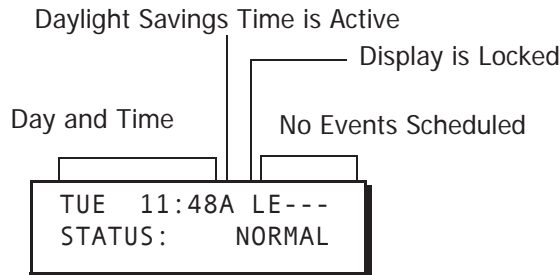 Daylight Savings Time is Active
Display is Locked
Day and Time
No Events Scheduled
TUE 11:48A LE---
STATUS: NORMAL